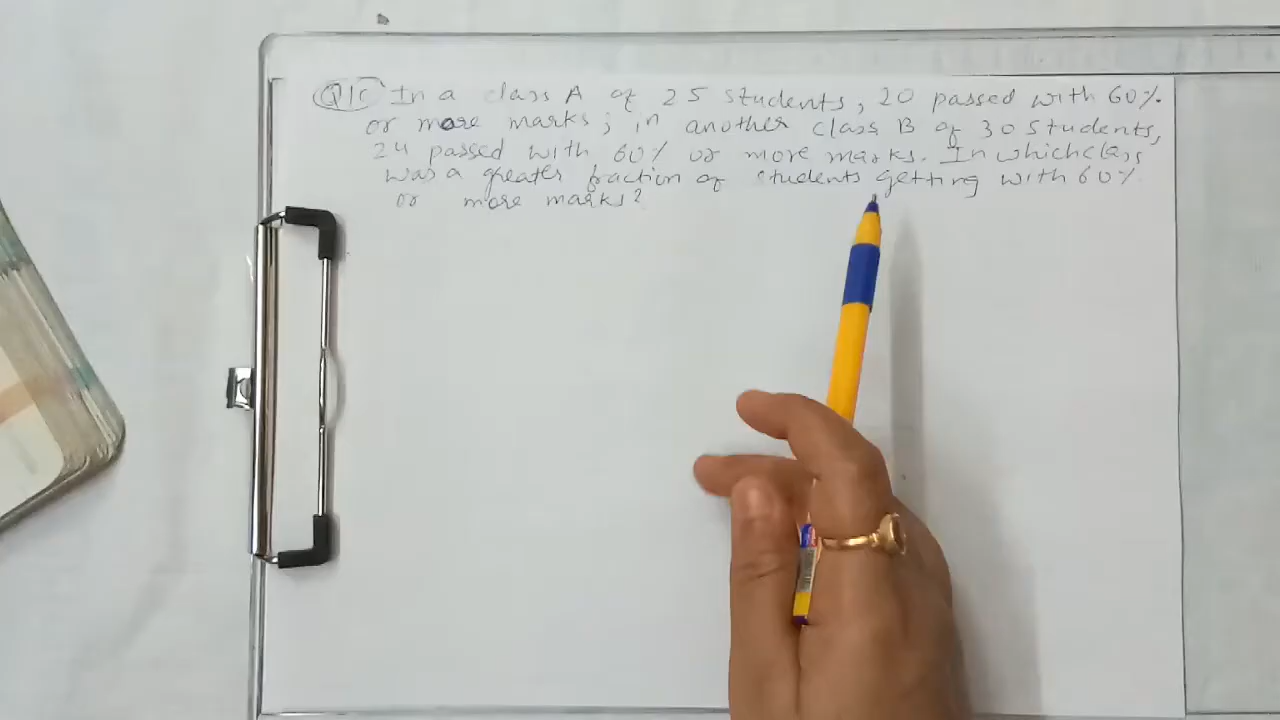 Q10 In a class A of 25 students, 20 passed with 60%
or more marks; in another class B of 30 students,
24 passed with 60% or more marks. In which class
was a greater fraction of students getting with 60%
or more marks?